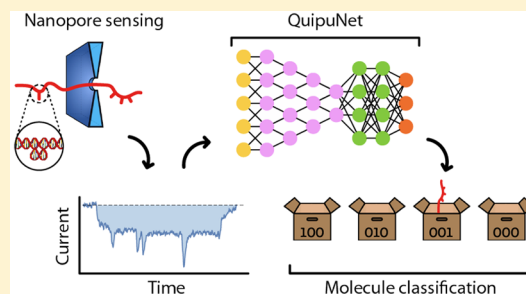 Nanopore sensing
QuipuNet
Current
Time
100
010
001
000
Molecule classification